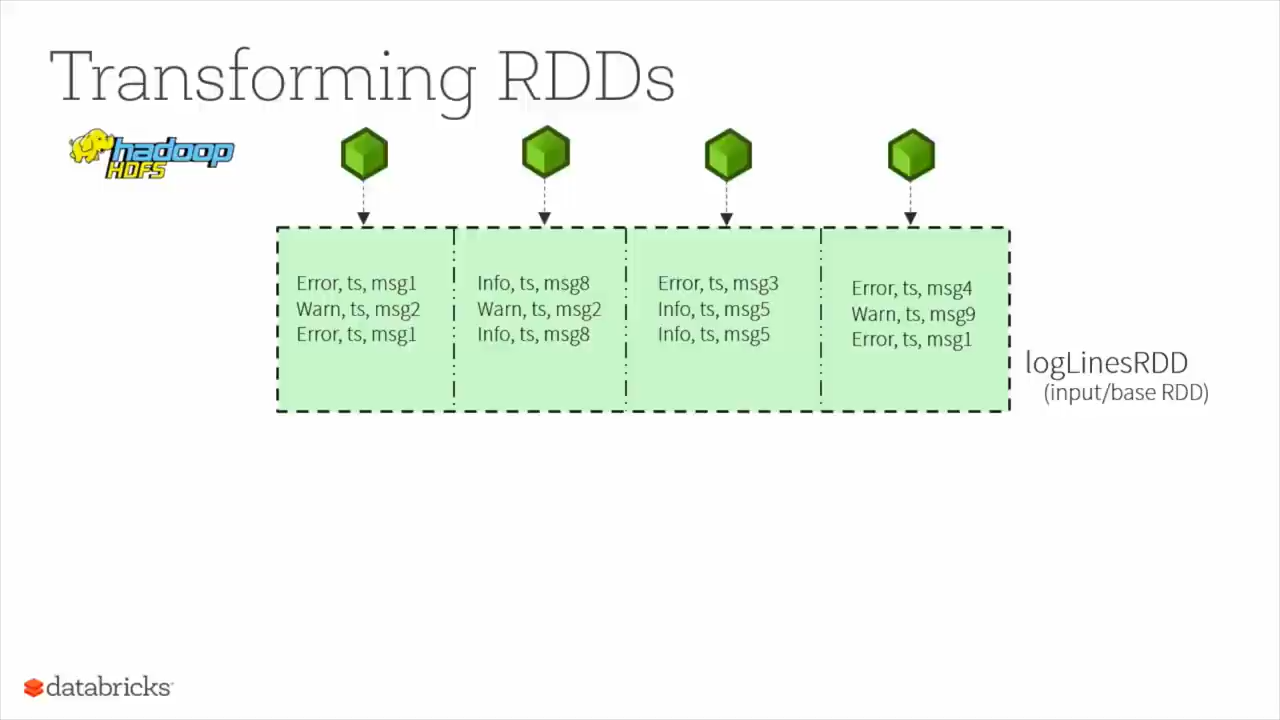 Transforming RDDs
hadoop
HDFS
Error, ts, msg1
Warn, ts, msg2
Error, ts, msg1
Info, ts, msg8
Warn, ts, msg2
Info, ts, msg8
Error, ts, msg3
Info, ts, msg5
Info, ts, msg5
Error, ts, msg4
Warn, ts, msg9
Error, ts, msg1
logLinesRDD
(input/base RDD)
databricks